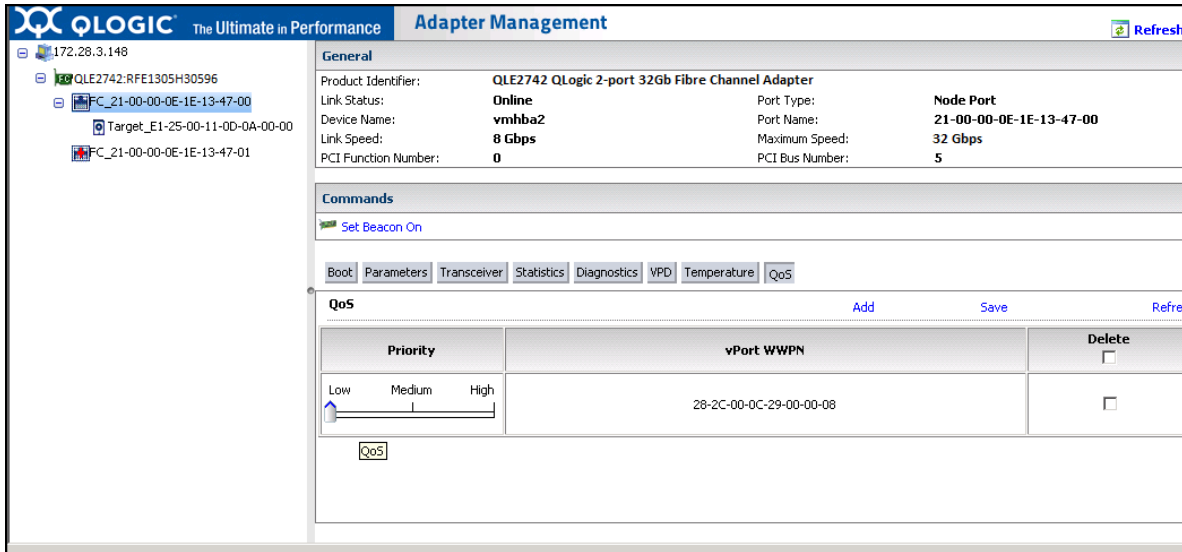 QLOGIC The Ultimate in Performance Adapter Management
Refresh
172.28.3.148
FC QLE2742:RFE1305H30596
FC_21-00-00-0E-1E-13-47-00
Target_E1-25-00-11-0D-0A-00-00
FC_21-00-00-0E-1E-13-47-01
General
Product Identifier: QLE2742 QLogic 2-port 32Gb Fibre Channel Adapter
Link Status: Online Port Type: Node Port
Device Name: vmhba2 Port Name: 21-00-00-0E-1E-13-47-00
Link Speed: 8 Gbps Maximum Speed: 32 Gbps
PCI Function Number: 0 PCI Bus Number: 5
Commands
Set Beacon On
Boot Parameters Transceiver Statistics Diagnostics VPD Temperature QoS
QoS Add Save Refre
Priority vPort WWPN Delete
Low Medium High
28-2C-00-0C-29-00-00-08
QoS